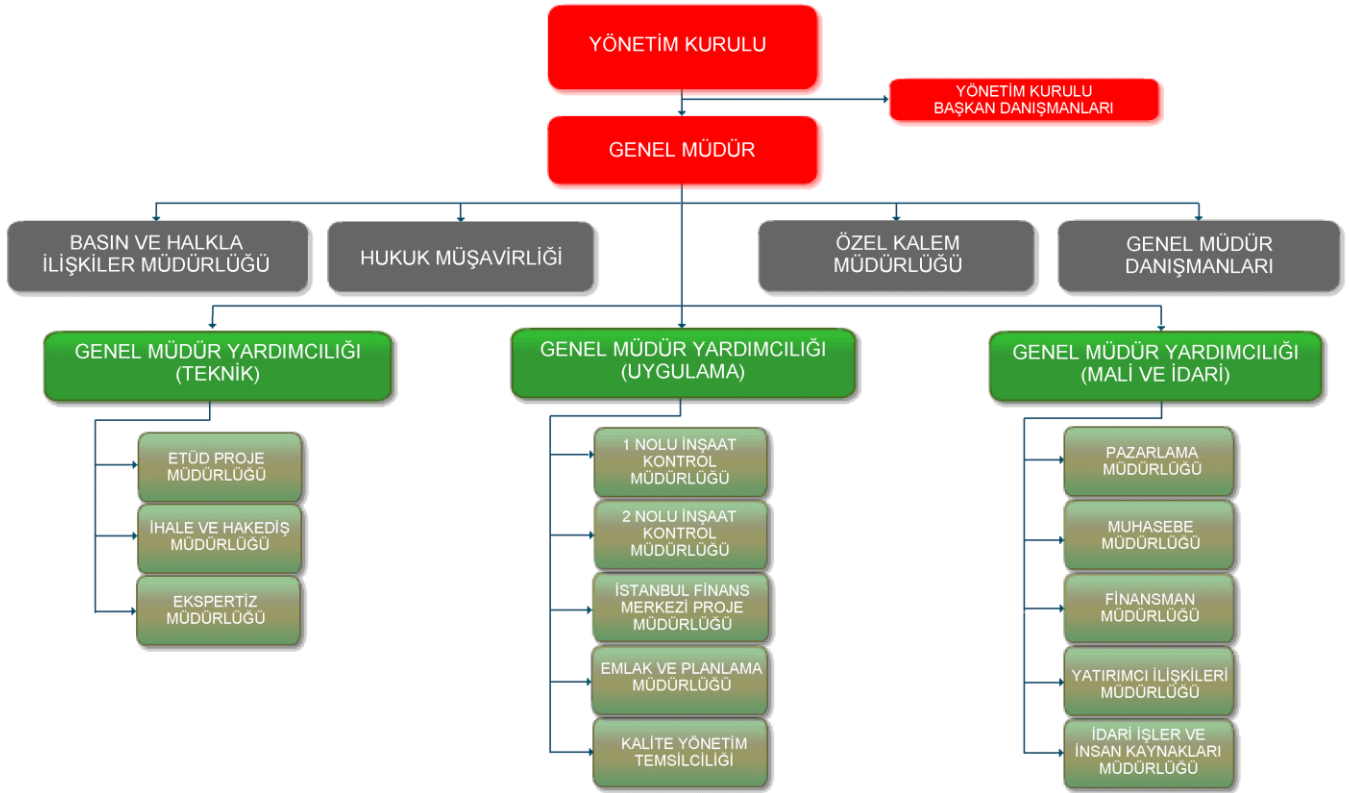 YÖNETİM KURULU
YÖNETİM KURULU
BAŞKAN DANIŞMANLARI
GENEL MÜDÜR
BASIN VE HALKLA
İLİŞKİLER MÜDÜRLÜĞÜ
HUKUK MÜŞAVİRLİĞİ
ÖZEL KALEM
MÜDÜRLÜĞÜ
GENEL MÜDÜR
DANIŞMANLARI
GENEL MÜDÜR YARDIMCILIĞI
(TEKNİK)
ETÜD PROJE
MÜDÜRLÜĞÜ
İHALE VE HAKEDİŞ
MÜDÜRLÜĞÜ
EKSPERTİZ
MÜDÜRLÜĞÜ
GENEL MÜDÜR YARDIMCILIĞI
(UYGULAMA)
1 NOLU İNŞAAT
KONTROL
MÜDÜRLÜĞÜ
2 NOLU İNŞAAT
KONTROL
MÜDÜRLÜĞÜ
İSTANBUL FİNANS
MERKEZİ PROJE
MÜDÜRLÜĞÜ
EMLAK VE PLANLAMA
MÜDÜRLÜĞÜ
KALİTE YÖNETİM
TEMSİLCİLİĞİ
GENEL MÜDÜR YARDIMCILIĞI
(MALİ VE İDARİ)
PAZARLAMA
MÜDÜRLÜĞÜ
MUHASEBE
MÜDÜRLÜĞÜ
FİNANSMAN
MÜDÜRLÜĞÜ
YATIRIMCI İLİŞKİLERİ
MÜDÜRLÜĞÜ
İDARİ İŞLER VE
İNSAN KAYNAKLARI
MÜDÜRLÜĞÜ